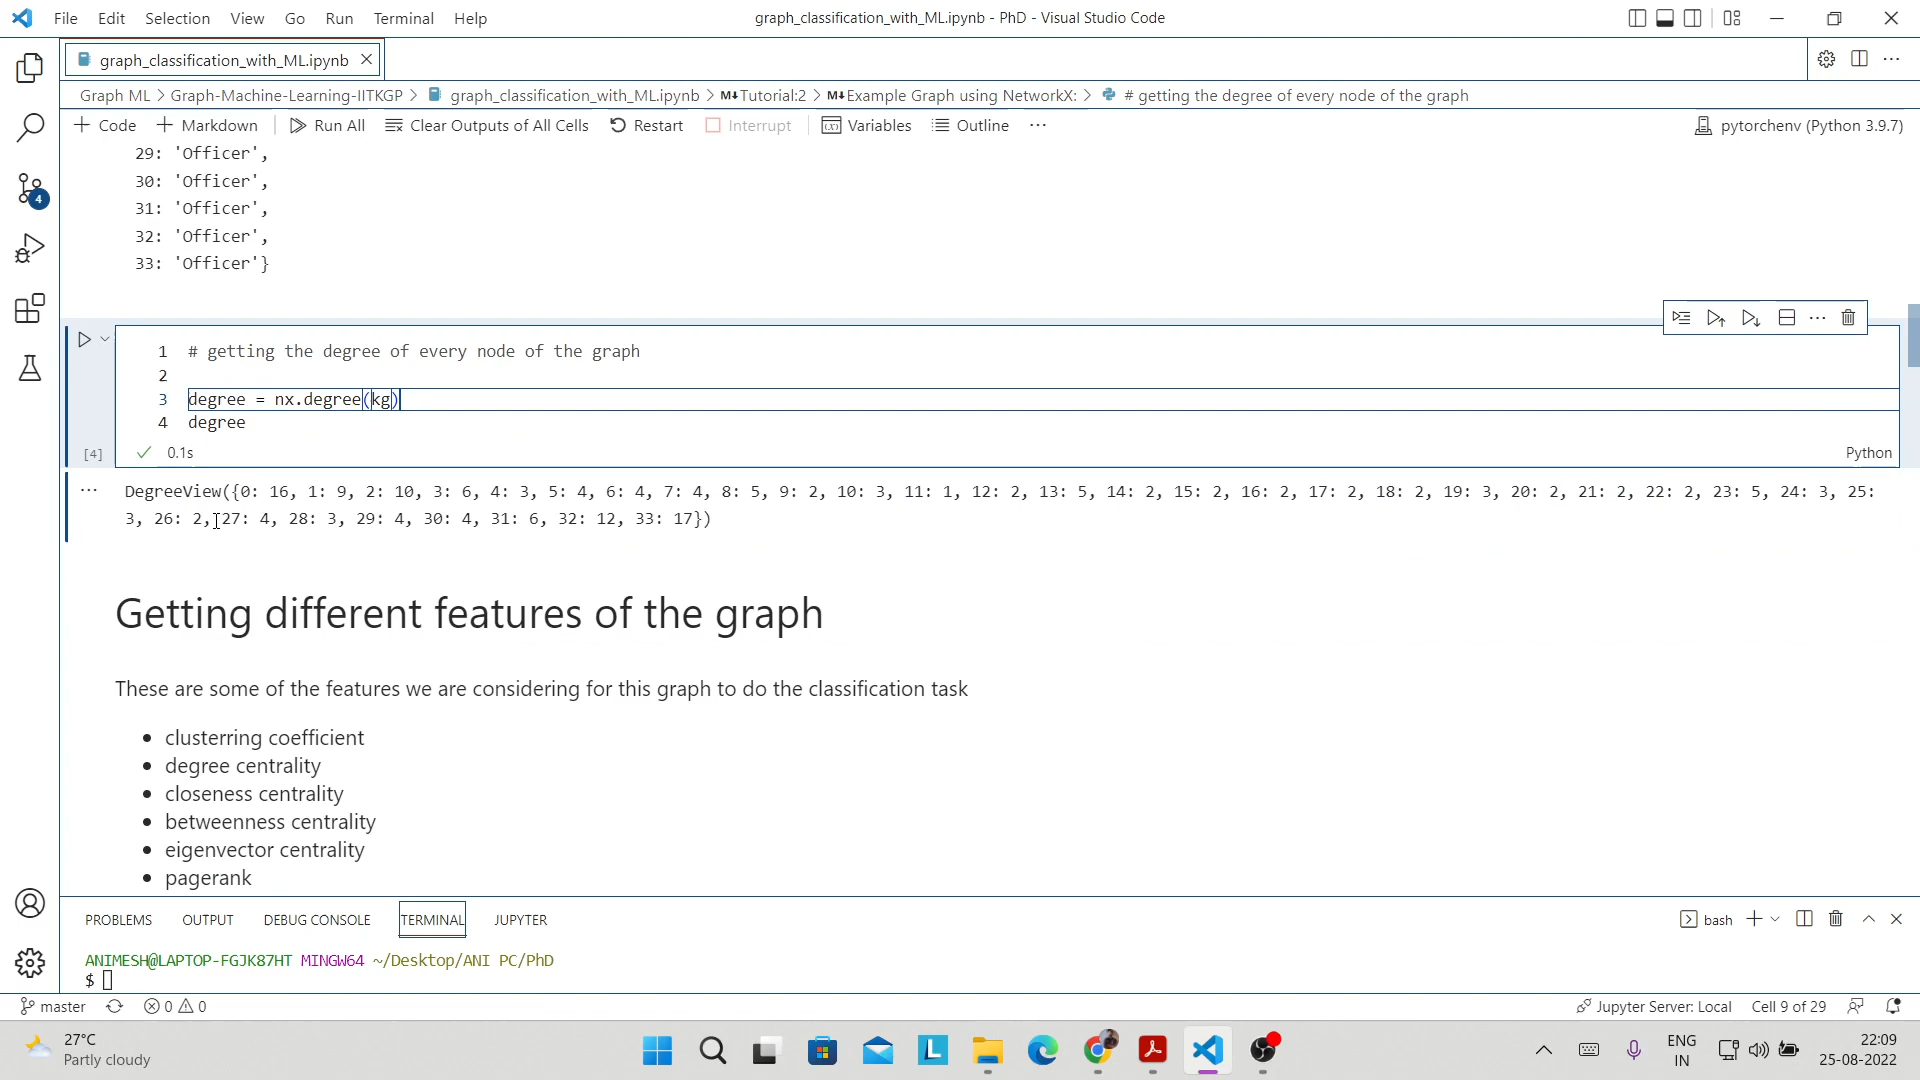 File Edit Selection View Go Run Terminal Help
graph_classification_with_ML.ipynb - PhD - Visual Studio Code
graph_classification_with_ML.ipynb
Graph ML > Graph-Machine-Learning-IITKGP > graph_classification_with_ML.ipynb > M↓Tutorial:2 > M↓Example Graph using NetworkX: > # getting the degree of every node of the graph
+ Code + Markdown Run All Clear Outputs of All Cells Restart Interrupt Variables Outline ···
pytorchenv (Python 3.9.7)
29: 'Officer',
30: 'Officer',
31: 'Officer',
32: 'Officer',
33: 'Officer'}
4
1 # getting the degree of every node of the graph
2
3 degree = nx.degree(kg)
4 degree
[4] ✓ 0.1s
Python
DegreeView({0: 16, 1: 9, 2: 10, 3: 6, 4: 3, 5: 4, 6: 4, 7: 4, 8: 5, 9: 2, 10: 3, 11: 1, 12: 2, 13: 5, 14: 2, 15: 2, 16: 2, 17: 2, 18: 2, 19: 3, 20: 2, 21: 2, 22: 2, 23: 5, 24: 3, 25:
3, 26: 2, 27: 4, 28: 3, 29: 4, 30: 4, 31: 6, 32: 12, 33: 17})
Getting different features of the graph
These are some of the features we are considering for this graph to do the classification task
• clusterring coefficient
• degree centrality
• closeness centrality
• betweenness centrality
• eigenvector centrality
• pagerank
PROBLEMS OUTPUT DEBUG CONSOLE TERMINAL JUPYTER
bash
ANIMESH@LAPTOP-FGJK87HT MINGW64 ~/Desktop/ANI PC/PhD
$
master 0 0
Jupyter Server: Local Cell 9 of 29
27°C
Partly cloudy
ENG
IN
22:09
25-08-2022